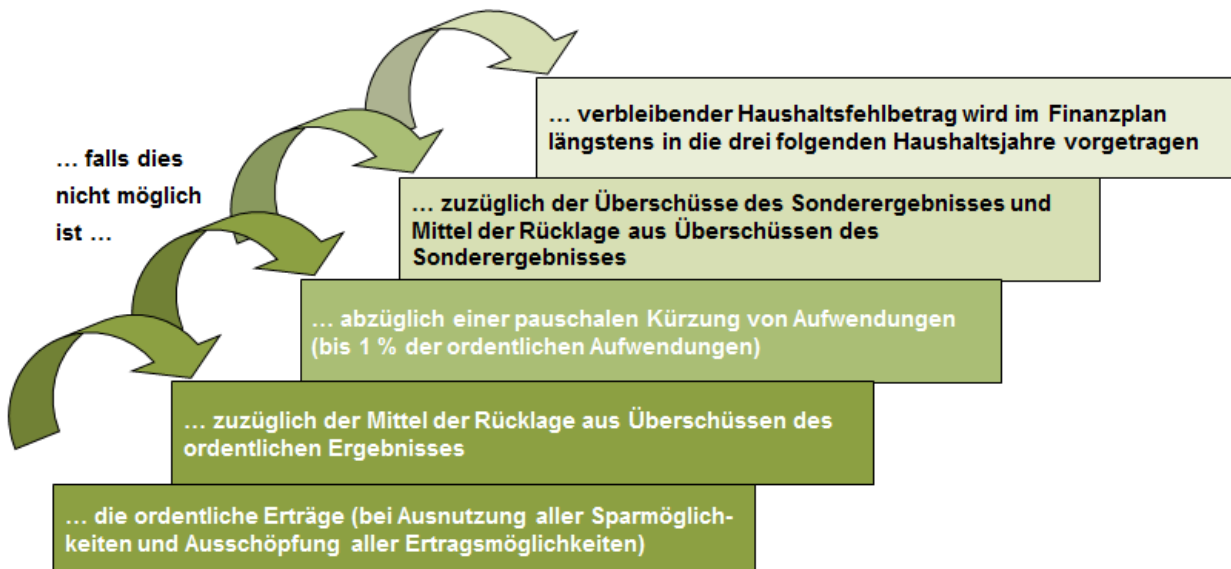 … verbleibender Haushaltsfehlbetrag wird im Finanzplan
längstens in die drei folgenden Haushaltsjahre vorgetragen
… falls dies
nicht möglich
ist …
… zuzüglich der Überschüsse des Sonderergebnisses und
Mittel der Rücklage aus Überschüssen des
Sonderergebnisses
… abzüglich einer pauschalen Kürzung von Aufwendungen
(bis 1 % der ordentlichen Aufwendungen)
… zuzüglich der Mittel der Rücklage aus Überschüssen des
ordentlichen Ergebnisses
… die ordentliche Erträge (bei Ausnutzung aller Sparmöglich-
keiten und Ausschöpfung aller Ertragsmöglichkeiten)